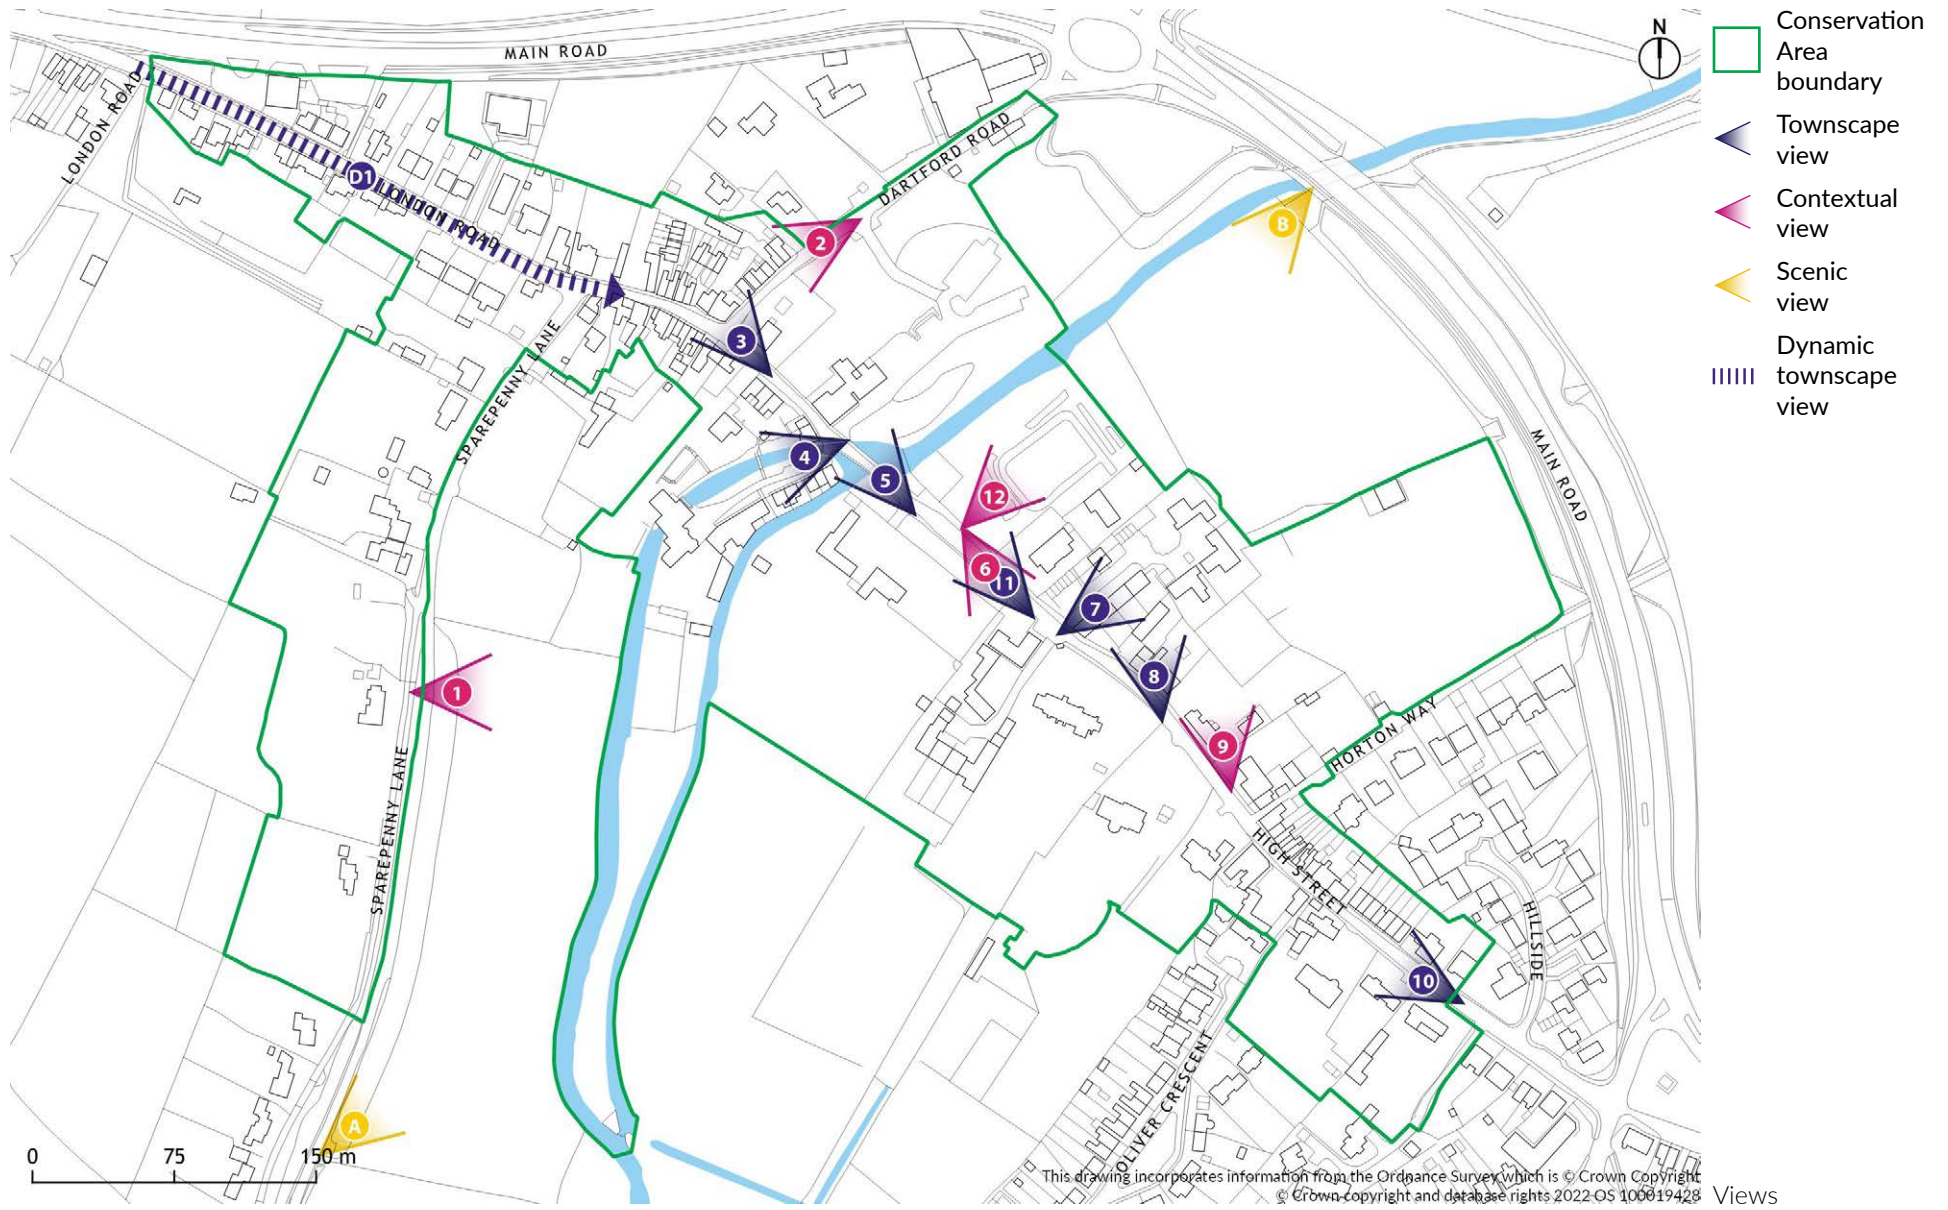 MAIN ROAD
N
LONDON ROAD
D1
LONDON ROAD
DARTFORD ROAD
2
B
3
SPAREPENNY LANE
4
5
12
6
11
7
MAIN ROAD
8
1
9
HORTON WAY
SPAREPENNY LANE
HIGH STREET
HILLSIDE
10
OLIVER CRESCENT
A
0 75 150 m
This drawing incorporates information from the Ordnance Survey which is © Crown Copyright
© Crown copyright and database rights 2022 OS 100019428
Conservation
Area
boundary
Townscape
view
Contextual
view
Scenic
view
Dynamic
townscape
view
Views